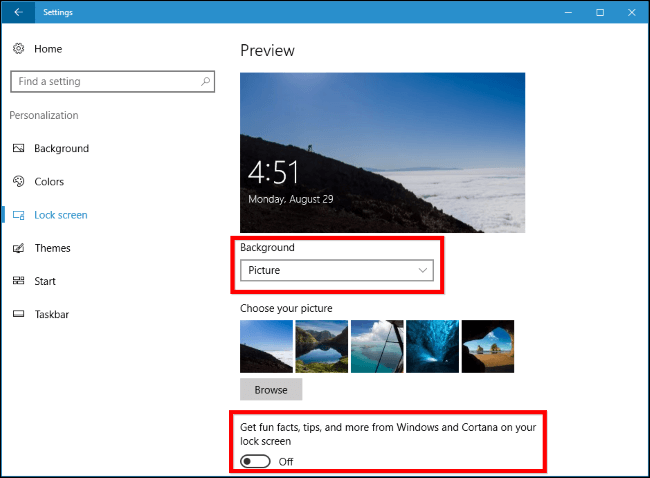 Settings
Home
Find a setting
Personalization
Background
Colors
Lock screen
Themes
Start
Taskbar
Preview
4:51
Monday, August 29
Background
Picture
Choose your picture
Browse
Get fun facts, tips, and more from Windows and Cortana on your
lock screen
Off